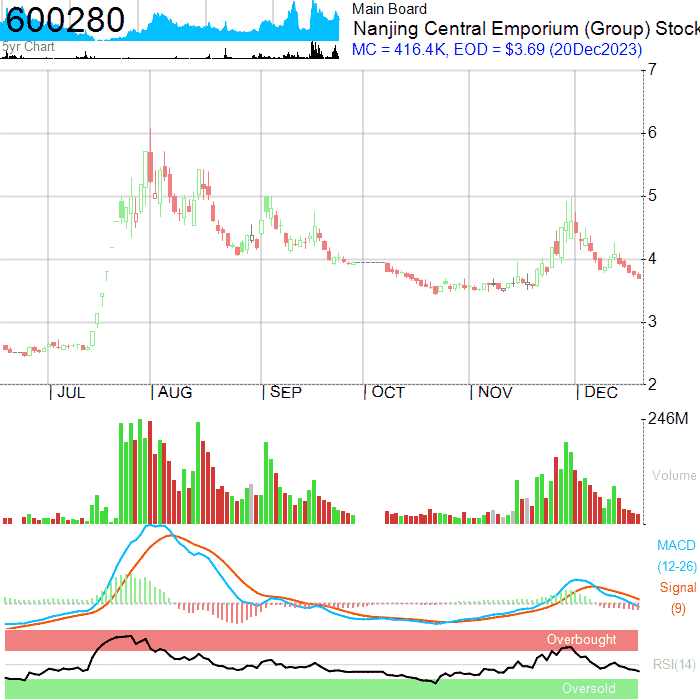 600280
5yr Chart
Main Board
Nanjing Central Emporium (Group) Stock
MC = 416.4K, EOD = $3.69 (20Dec2023)
7
6
5
4
3
2
JUL AUG SEP OCT NOV DEC
246M
Volume
MACD
(12-26)
Signal
(9)
Overbought
RSI(14)
Oversold